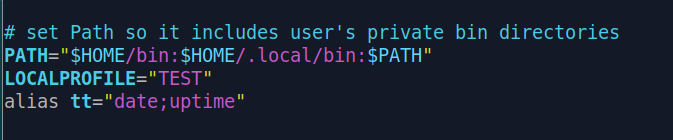 # set Path so it includes user's private bin directories
PATH="$HOME/bin:$HOME/.local/bin:$PATH"
LOCALPROFILE="TEST"
alias tt="date;uptime"